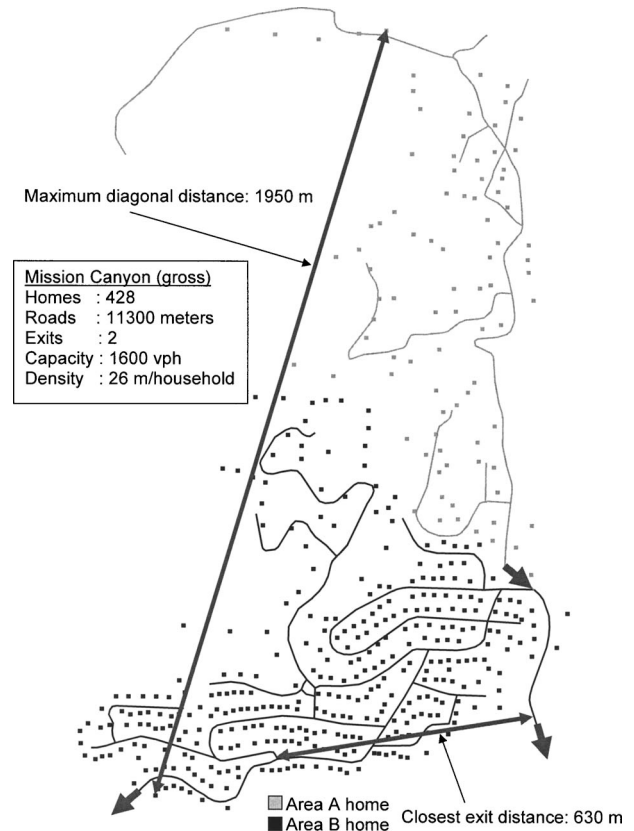 Maximum diagonal distance: 1950 m
Mission Canyon (gross)
Homes : 428
Roads : 11300 meters
Exits : 2
Capacity : 1600 vph
Density : 26 m/household
Area A home
Area B home
Closest exit distance: 630 m